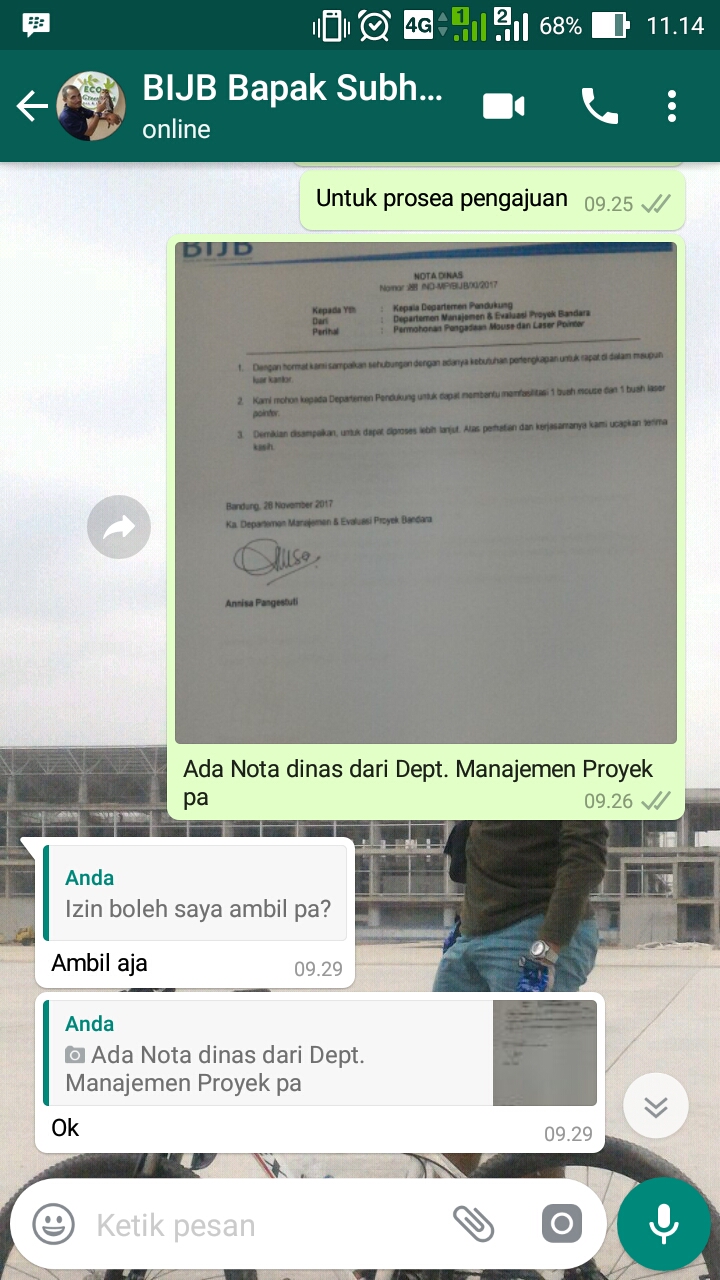 4G 1 2 68% 11.14
BIJB Bapak Subh...
online
Untuk prosea pengajuan 09.25
BIJB
NOTA DINAS
Kepada Yth : Kepala Departemen Pendukung
Dari : Departemen Manajemen & Evaluasi Proyek Bandara
Perihal : Permohonan Pengadaan Mouse dan Laser Pointer
1. Dengan hormat kami sampaikan sehubungan dengan adanya kebutuhan perlengkapan untuk rapat di dalam maupun
luar kantor.
2. Kami mohon kepada Departemen Pendukung untuk dapat membantu memfasilitasi 1 buah mouse dan 1 buah laser
pointer.
3. Demikian disampaikan, untuk dapat diproses lebih lanjut. Atas perhatian dan kerjasamanya kami ucapkan terima
kasih.
Bandung, 28 November 2017
Ka. Departemen Manajemen & Evaluasi Proyek Bandara
Annisa Pangestuti
Ada Nota dinas dari Dept. Manajemen Proyek
pa 09.26
Anda
Izin boleh saya ambil pa?
Ambil aja 09.29
Anda
Ada Nota dinas dari Dept.
Manajemen Proyek pa
Ok 09.29
Ketik pesan